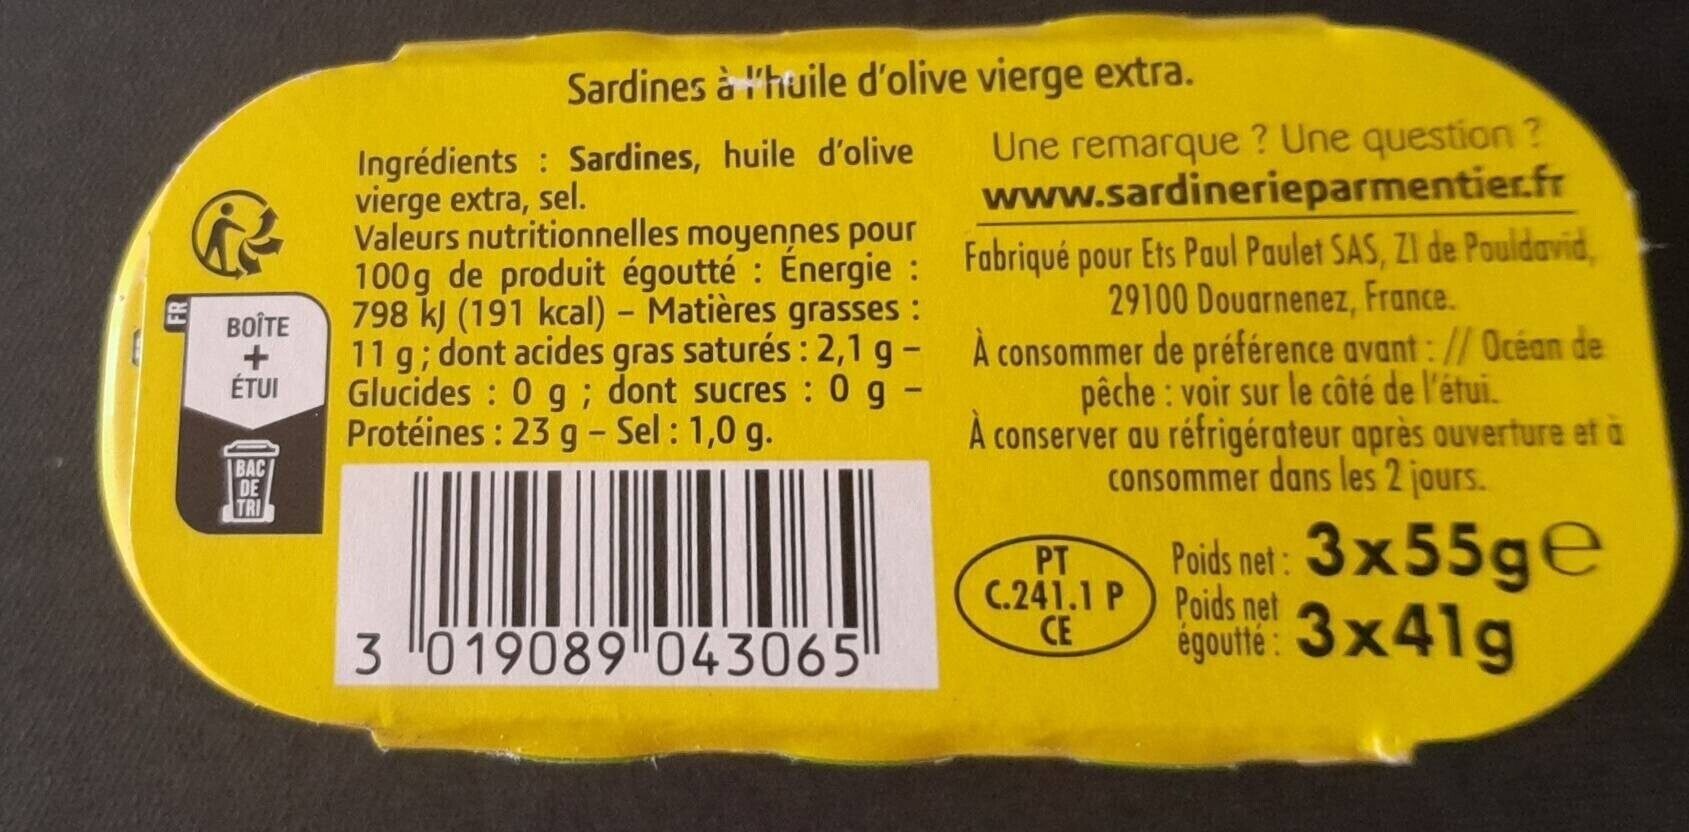 Sardines à l'huile d'olive vierge extra.
Ingrédients : Sardines, huile d'olive
vierge extra, sel.
Valeurs nutritionnelles moyennes pour
100g de produit égoutté : Énergie :
798 kJ (191 kcal) – Matières grasses :
11 g ; dont acides gras saturés : 2,1 g –
Glucides : 0 g ; dont sucres : 0 g –
Protéines : 23 g – Sel : 1,0 g.
FR
BOÎTE
+
ÉTUI
BAC
DE
TRI
3 019089 043065
Une remarque ? Une question ?
www.sardinerieparmentier.fr
Fabriqué pour Ets Paul Paulet SAS, ZI de Pouldavid,
29100 Douarnenez, France.
À consommer de préférence avant : // Océan de
pêche : voir sur le côté de l'étui.
À conserver au réfrigérateur après ouverture et à
consommer dans les 2 jours.
PT
C.241.1 P
CE
Poids net : 3x55g℮
Poids net
égoutté : 3x41g